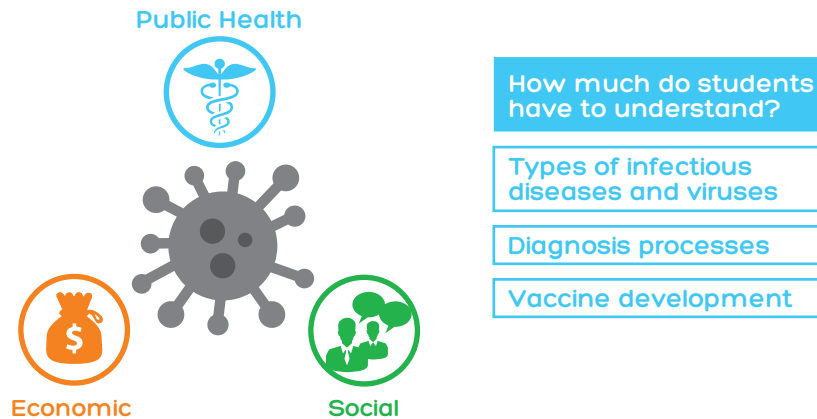 Public Health
$
Economic
Social
How much do students
have to understand?
Types of infectious
diseases and viruses
Diagnosis processes
Vaccine development